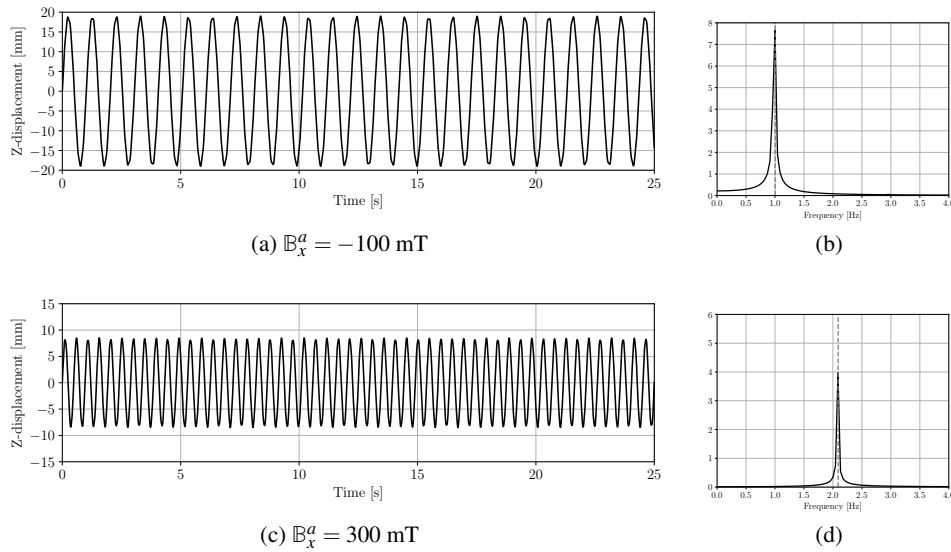 20
15
10
5
0
−5
−10
−15
−20
Z-displacement [mm]
0 5 10 15 20 25
Time [s]
(a) 𝔹ₓᵃ = −100 mT
8
7
6
5
4
3
2
1
0
0.0 0.5 1.0 1.5 2.0 2.5 3.0 3.5 4.0
Frequency [Hz]
(b)
15
10
5
0
−5
−10
−15
Z-displacement [mm]
0 5 10 15 20 25
Time [s]
(c) 𝔹ₓᵃ = 300 mT
6
5
4
3
2
1
0
0.0 0.5 1.0 1.5 2.0 2.5 3.0 3.5 4.0
Frequency [Hz]
(d)